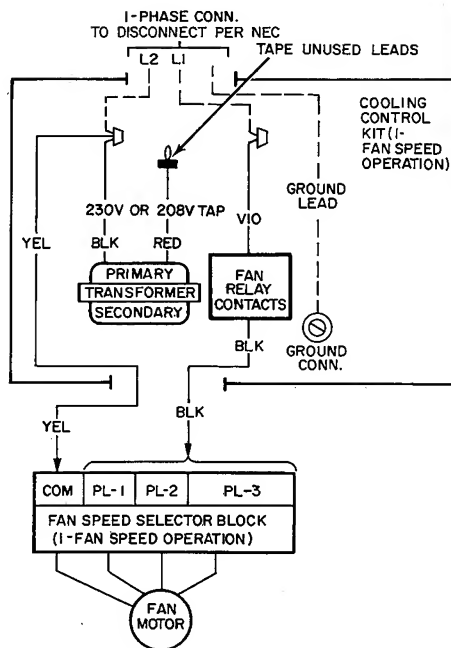 1-PHASE CONN.
TO DISCONNECT PER NEC
TAPE UNUSED LEADS
L2 L1
COOLING
CONTROL
KIT (1-
FAN SPEED
OPERATION)
GROUND
LEAD
230V OR 208V TAP
VIO
YEL
BLK RED
PRIMARY
TRANSFORMER
SECONDARY
FAN
RELAY
CONTACTS
BLK
GROUND
CONN.
YEL
BLK
COM PL-1 PL-2 PL-3
FAN SPEED SELECTOR BLOCK
(1-FAN SPEED OPERATION)
FAN
MOTOR